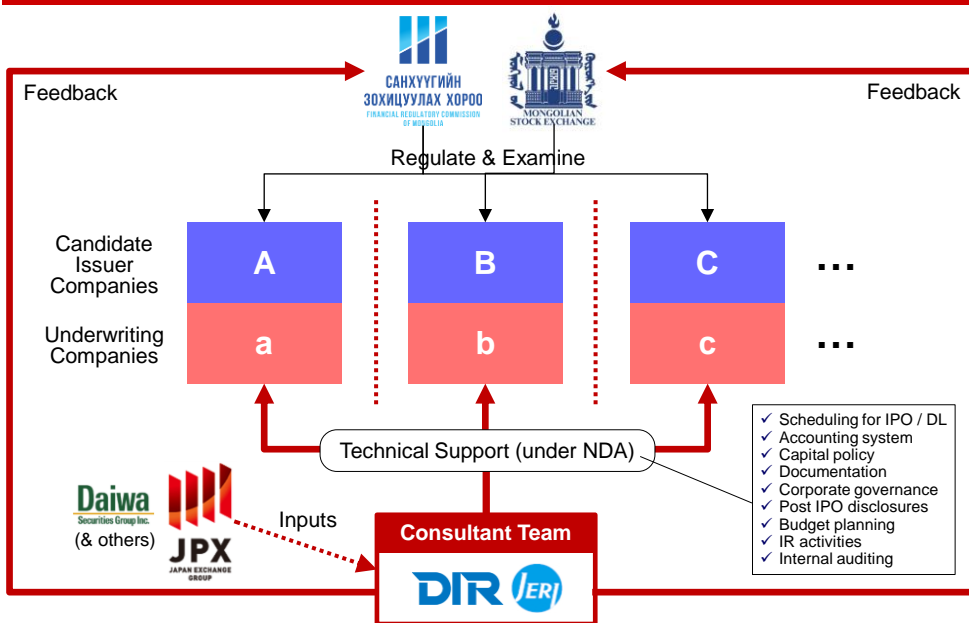 Feedback
САНХҮҮГИЙН
ЗОХИЦУУЛАХ ХОРОО
FINANCIAL REGULATORY COMMISSION
OF MONGOLIA
MONGOLIAN
STOCK EXCHANGE
Feedback
Regulate & Examine
Candidate
Issuer
Companies
A
B
C
...
Underwriting
Companies
a
b
c
...
Technical Support (under NDA)
✓ Scheduling for IPO / DL
✓ Accounting system
✓ Capital policy
✓ Documentation
✓ Corporate governance
✓ Post IPO disclosures
✓ Budget planning
✓ IR activities
✓ Internal auditing
Daiwa
Securities Group Inc.
(& others)
JPX
JAPAN EXCHANGE
GROUP
Inputs
Consultant Team
DIR
JERI